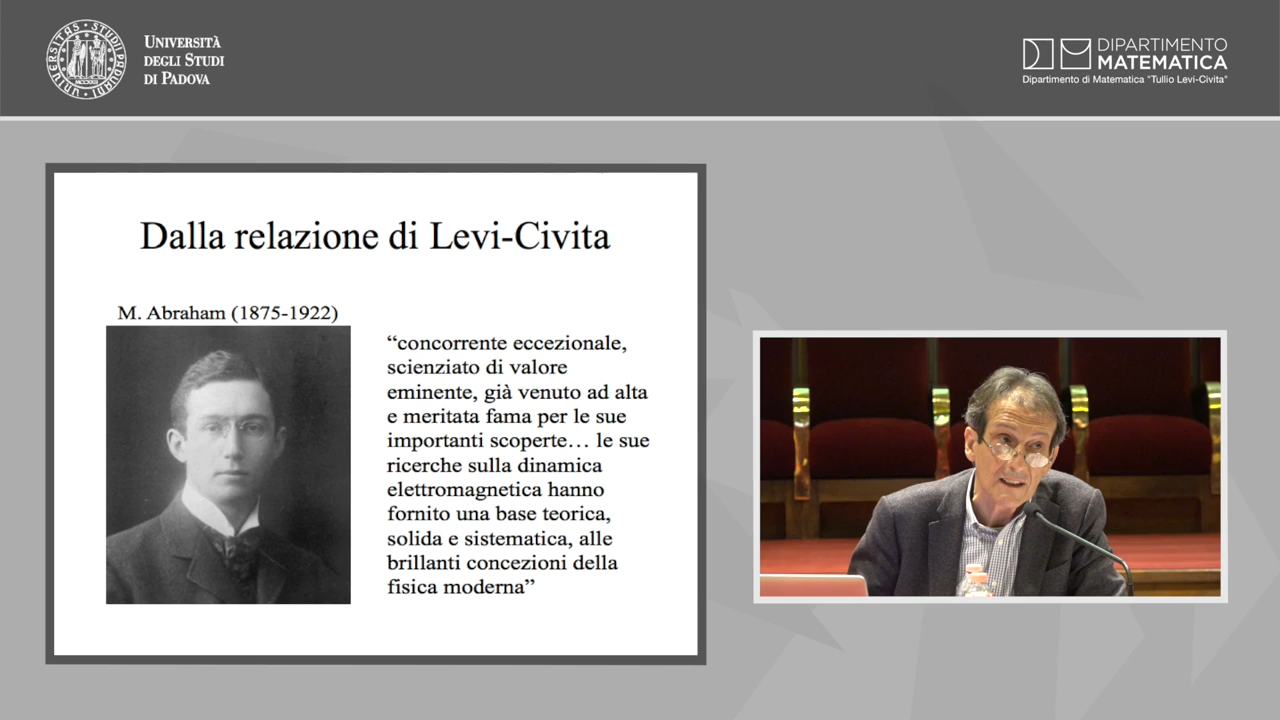 UNIVERSITÀ
DEGLI STUDI
DI PADOVA
DIPARTIMENTO
MATEMATICA
Dipartimento di Matematica "Tullio Levi-Civita"
Dalla relazione di Levi-Civita
M. Abraham (1875-1922)
“concorrente eccezionale,
scienziato di valore
eminente, già venuto ad alta
e meritata fama per le sue
importanti scoperte… le sue
ricerche sulla dinamica
elettromagnetica hanno
fornito una base teorica,
solida e sistematica, alle
brillanti concezioni della
fisica moderna”